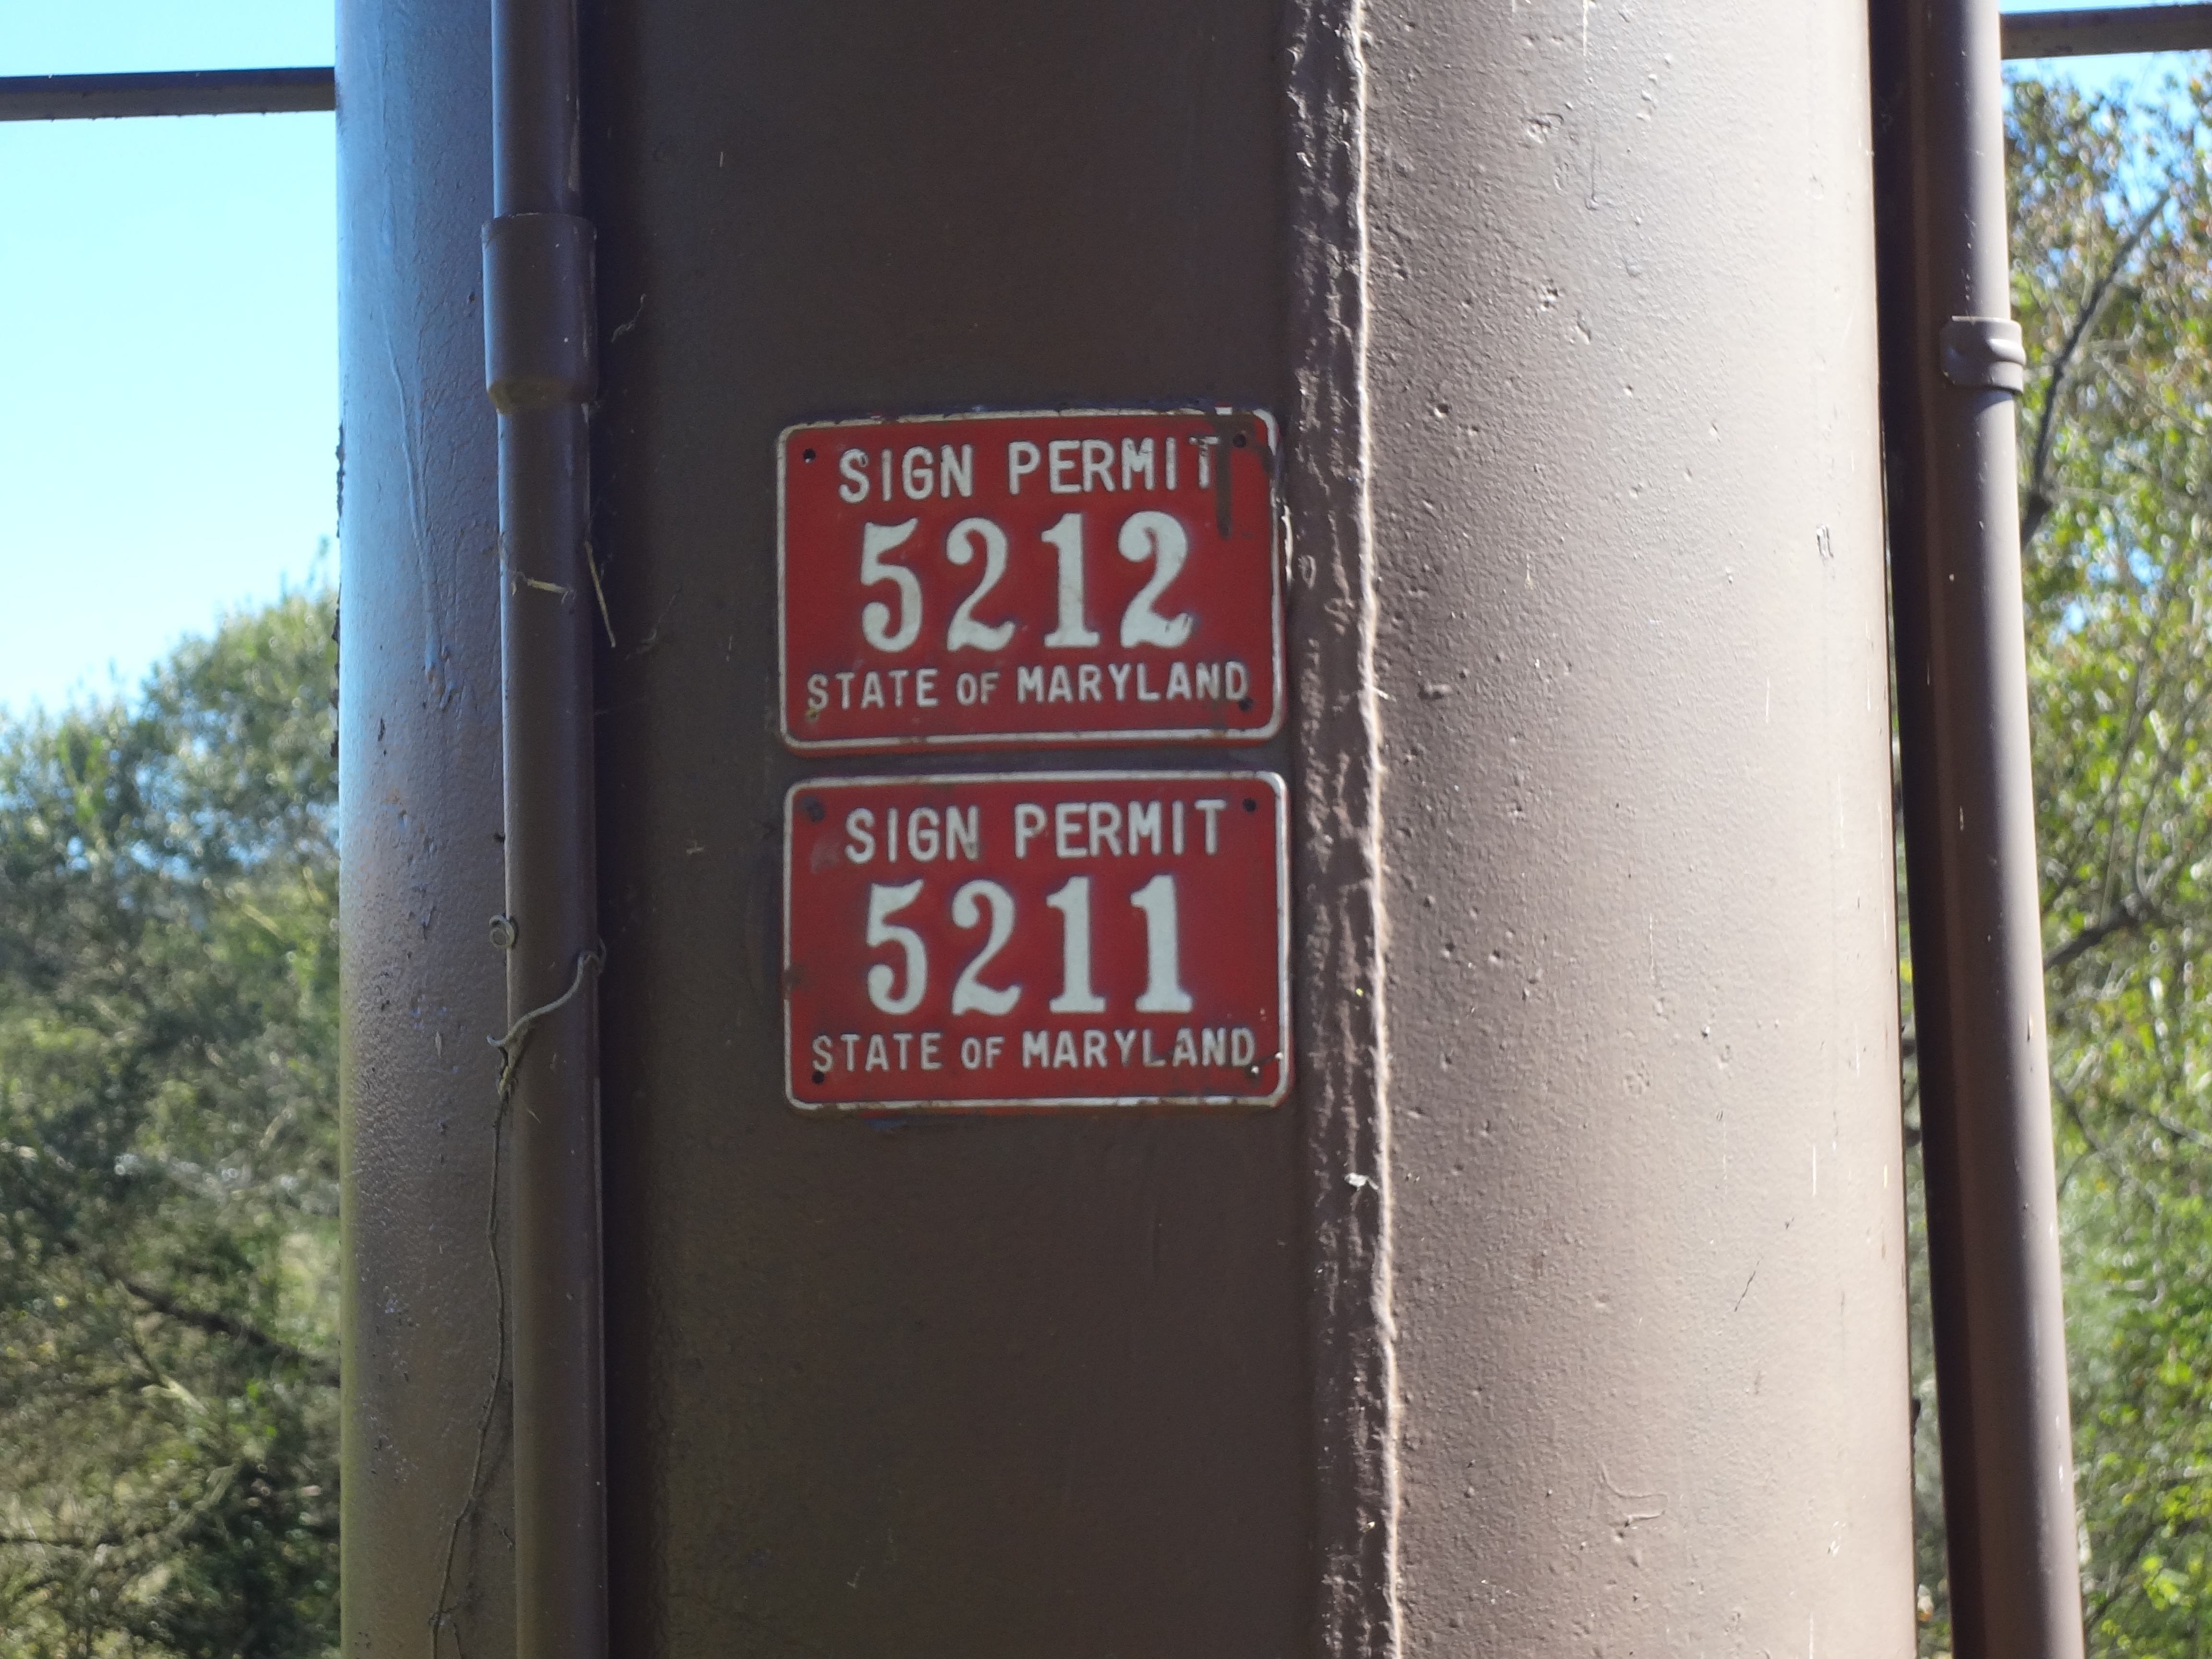 SIGN PERMIT
5212
STATE OF MARYLAND
SIGN PERMIT
5211
STATE OF MARYLAND